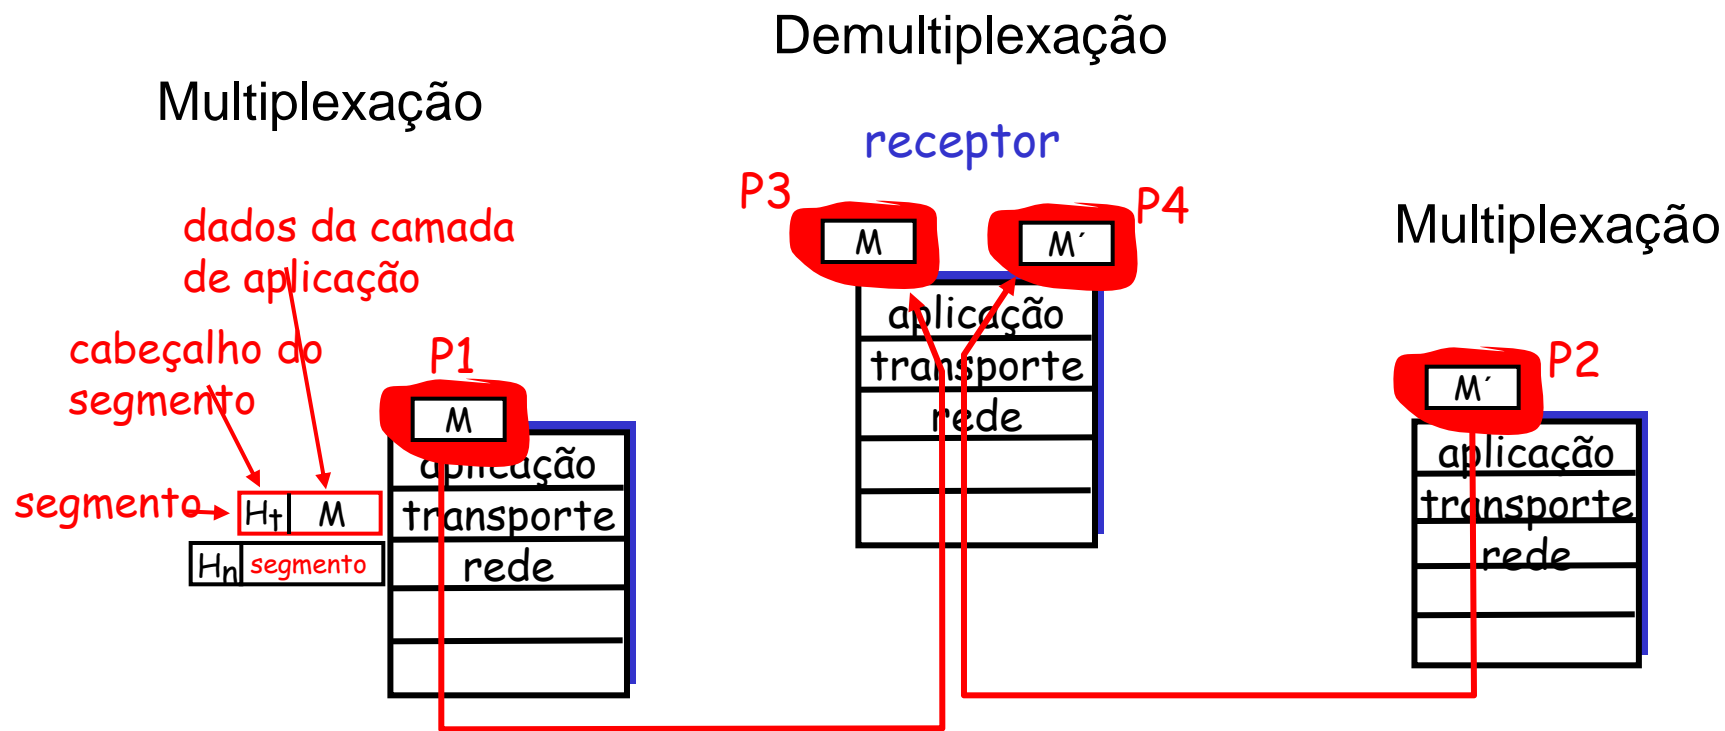 Demultiplexação
Multiplexação
receptor
P3
P4
M
M´
Multiplexação
dados da camada
de aplicação
cabeçalho do
segmento
P1
M
aplicação
transporte
rede
segmento
Ht
M
Hn
segmento
aplicação
transporte
rede
P2
M´
aplicação
transporte
rede